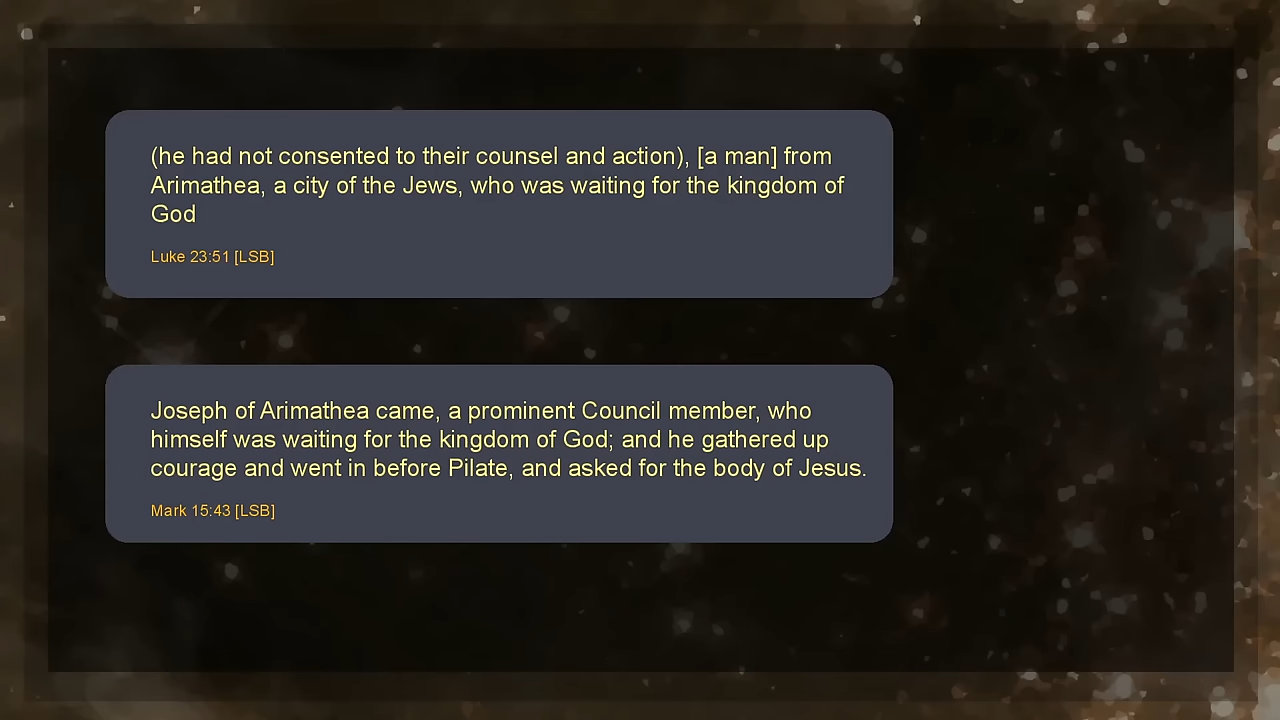 (he had not consented to their counsel and action), [a man] from
Arimathea, a city of the Jews, who was waiting for the kingdom of
God
Luke 23:51 [LSB]
Joseph of Arimathea came, a prominent Council member, who
himself was waiting for the kingdom of God; and he gathered up
courage and went in before Pilate, and asked for the body of Jesus.
Mark 15:43 [LSB]